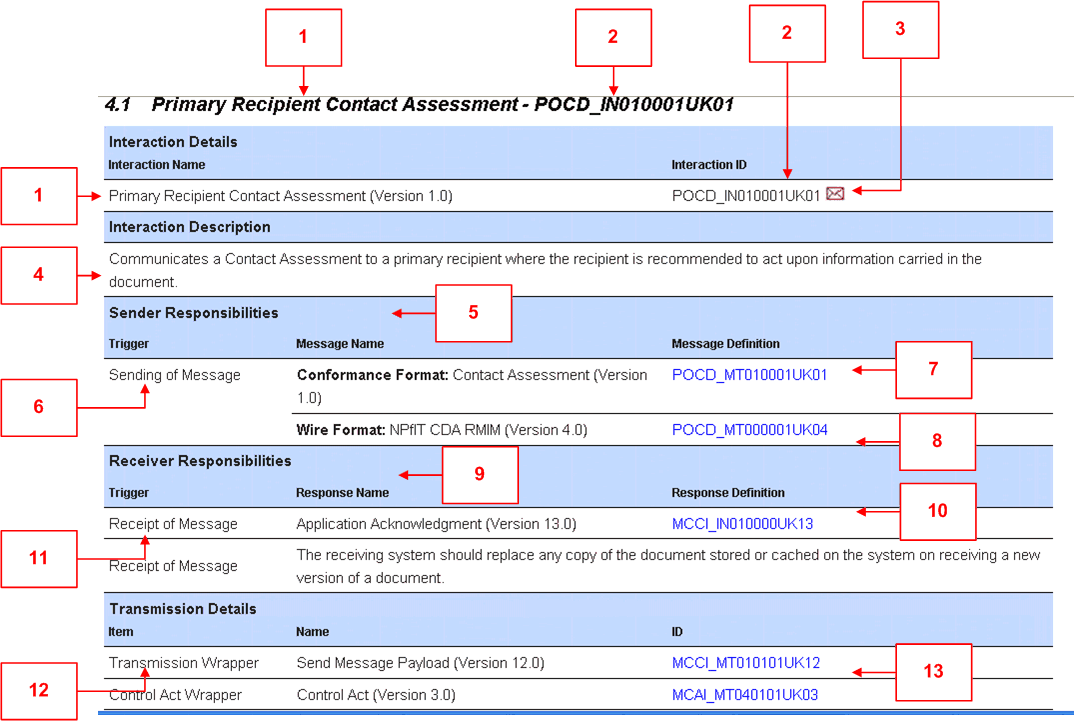 1
2
2
3
4.1 Primary Recipient Contact Assessment - POCD_IN010001UK01
Interaction Details
Interaction Name Interaction ID
1
Primary Recipient Contact Assessment (Version 1.0) POCD_IN010001UK01
Interaction Description
4
Communicates a Contact Assessment to a primary recipient where the recipient is recommended to act upon information carried in the
document.
Sender Responsibilities
5
Trigger Message Name Message Definition
Sending of Message Conformance Format: Contact Assessment (Version POCD_MT010001UK01
1.0)
7
6
Wire Format: NPfIT CDA RMIM (Version 4.0) POCD_MT000001UK04
8
Receiver Responsibilities
9
Trigger Response Name Response Definition
10
Receipt of Message Application Acknowledgment (Version 13.0) MCCI_IN010000UK13
11
Receipt of Message The receiving system should replace any copy of the document stored or cached on the system on receiving a new
version of a document.
Transmission Details
Item Name ID
Transmission Wrapper Send Message Payload (Version 12.0) MCCI_MT010101UK12
13
12
Control Act Wrapper Control Act (Version 3.0) MCAI_MT040101UK03